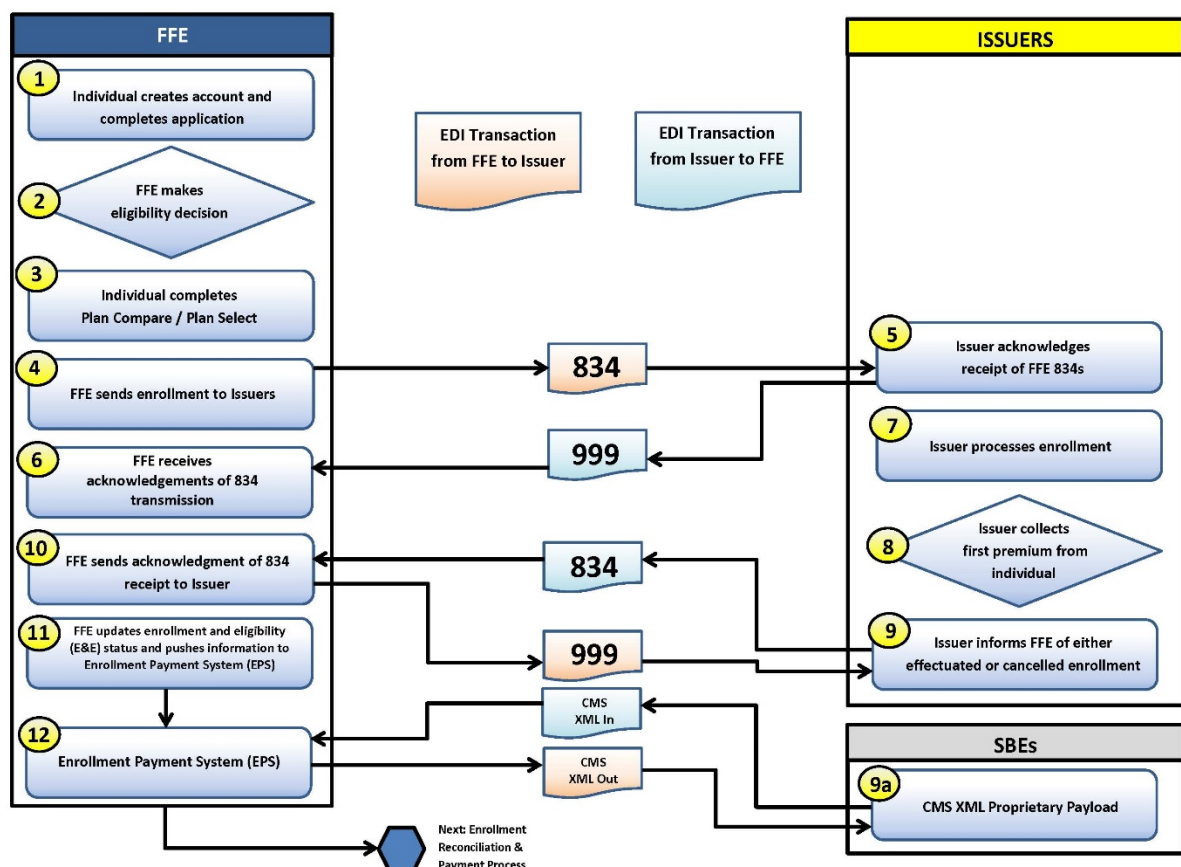 FFE
1
Individual creates account and
completes application
2
FFE makes
eligibility decision
3
Individual completes
Plan Compare / Plan Select
4
FFE sends enrollment to Issuers
6
FFE receives
acknowledgements of 834
transmission
10
FFE sends acknowledgment of 834
receipt to Issuer
11
FFE updates enrollment and eligibility
(E&E) status and pushes information to
Enrollment Payment System (EPS)
12
Enrollment Payment System (EPS)
EDI Transaction
from FFE to Issuer
EDI Transaction
from Issuer to FFE
834
999
834
999
CMS
XML In
CMS
XML Out
Next: Enrollment
Reconciliation &
Payment Process
ISSUERS
5
Issuer acknowledges
receipt of FFE 834s
7
Issuer processes enrollment
8
Issuer collects
first premium from
individual
9
Issuer informs FFE of either
effectuated or cancelled enrollment
SBEs
9a
CMS XML Proprietary Payload